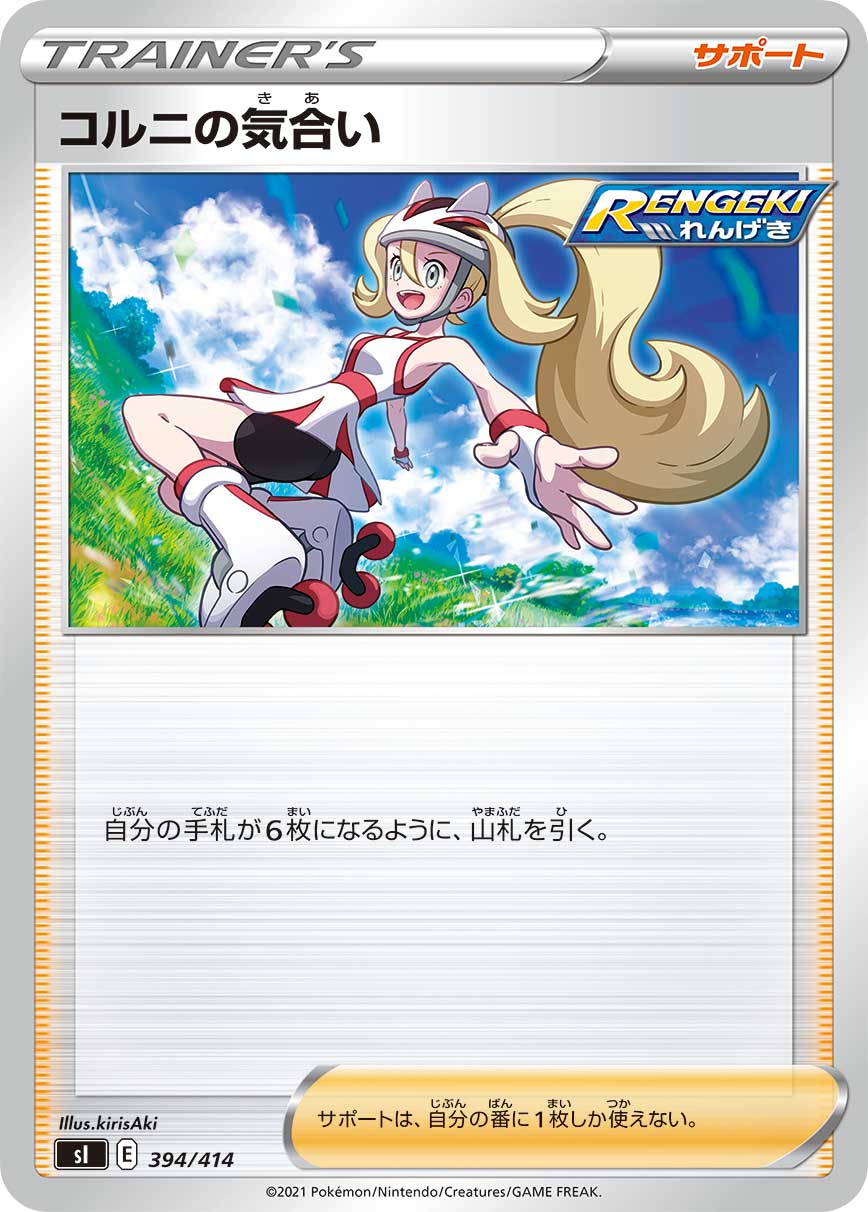 TRAINER'S
サポート
コルニの気合い
きあ
RENGEKI
れんげき
じぶん てふだ まい やまふだ ひ
自分の手札が6枚になるように、山札を引く。
じぶん ばん まい つか
サポートは、自分の番に1枚しか使えない。
Illus.kirisAki
sI E 394/414
©2021 Pokémon/Nintendo/Creatures/GAME FREAK.